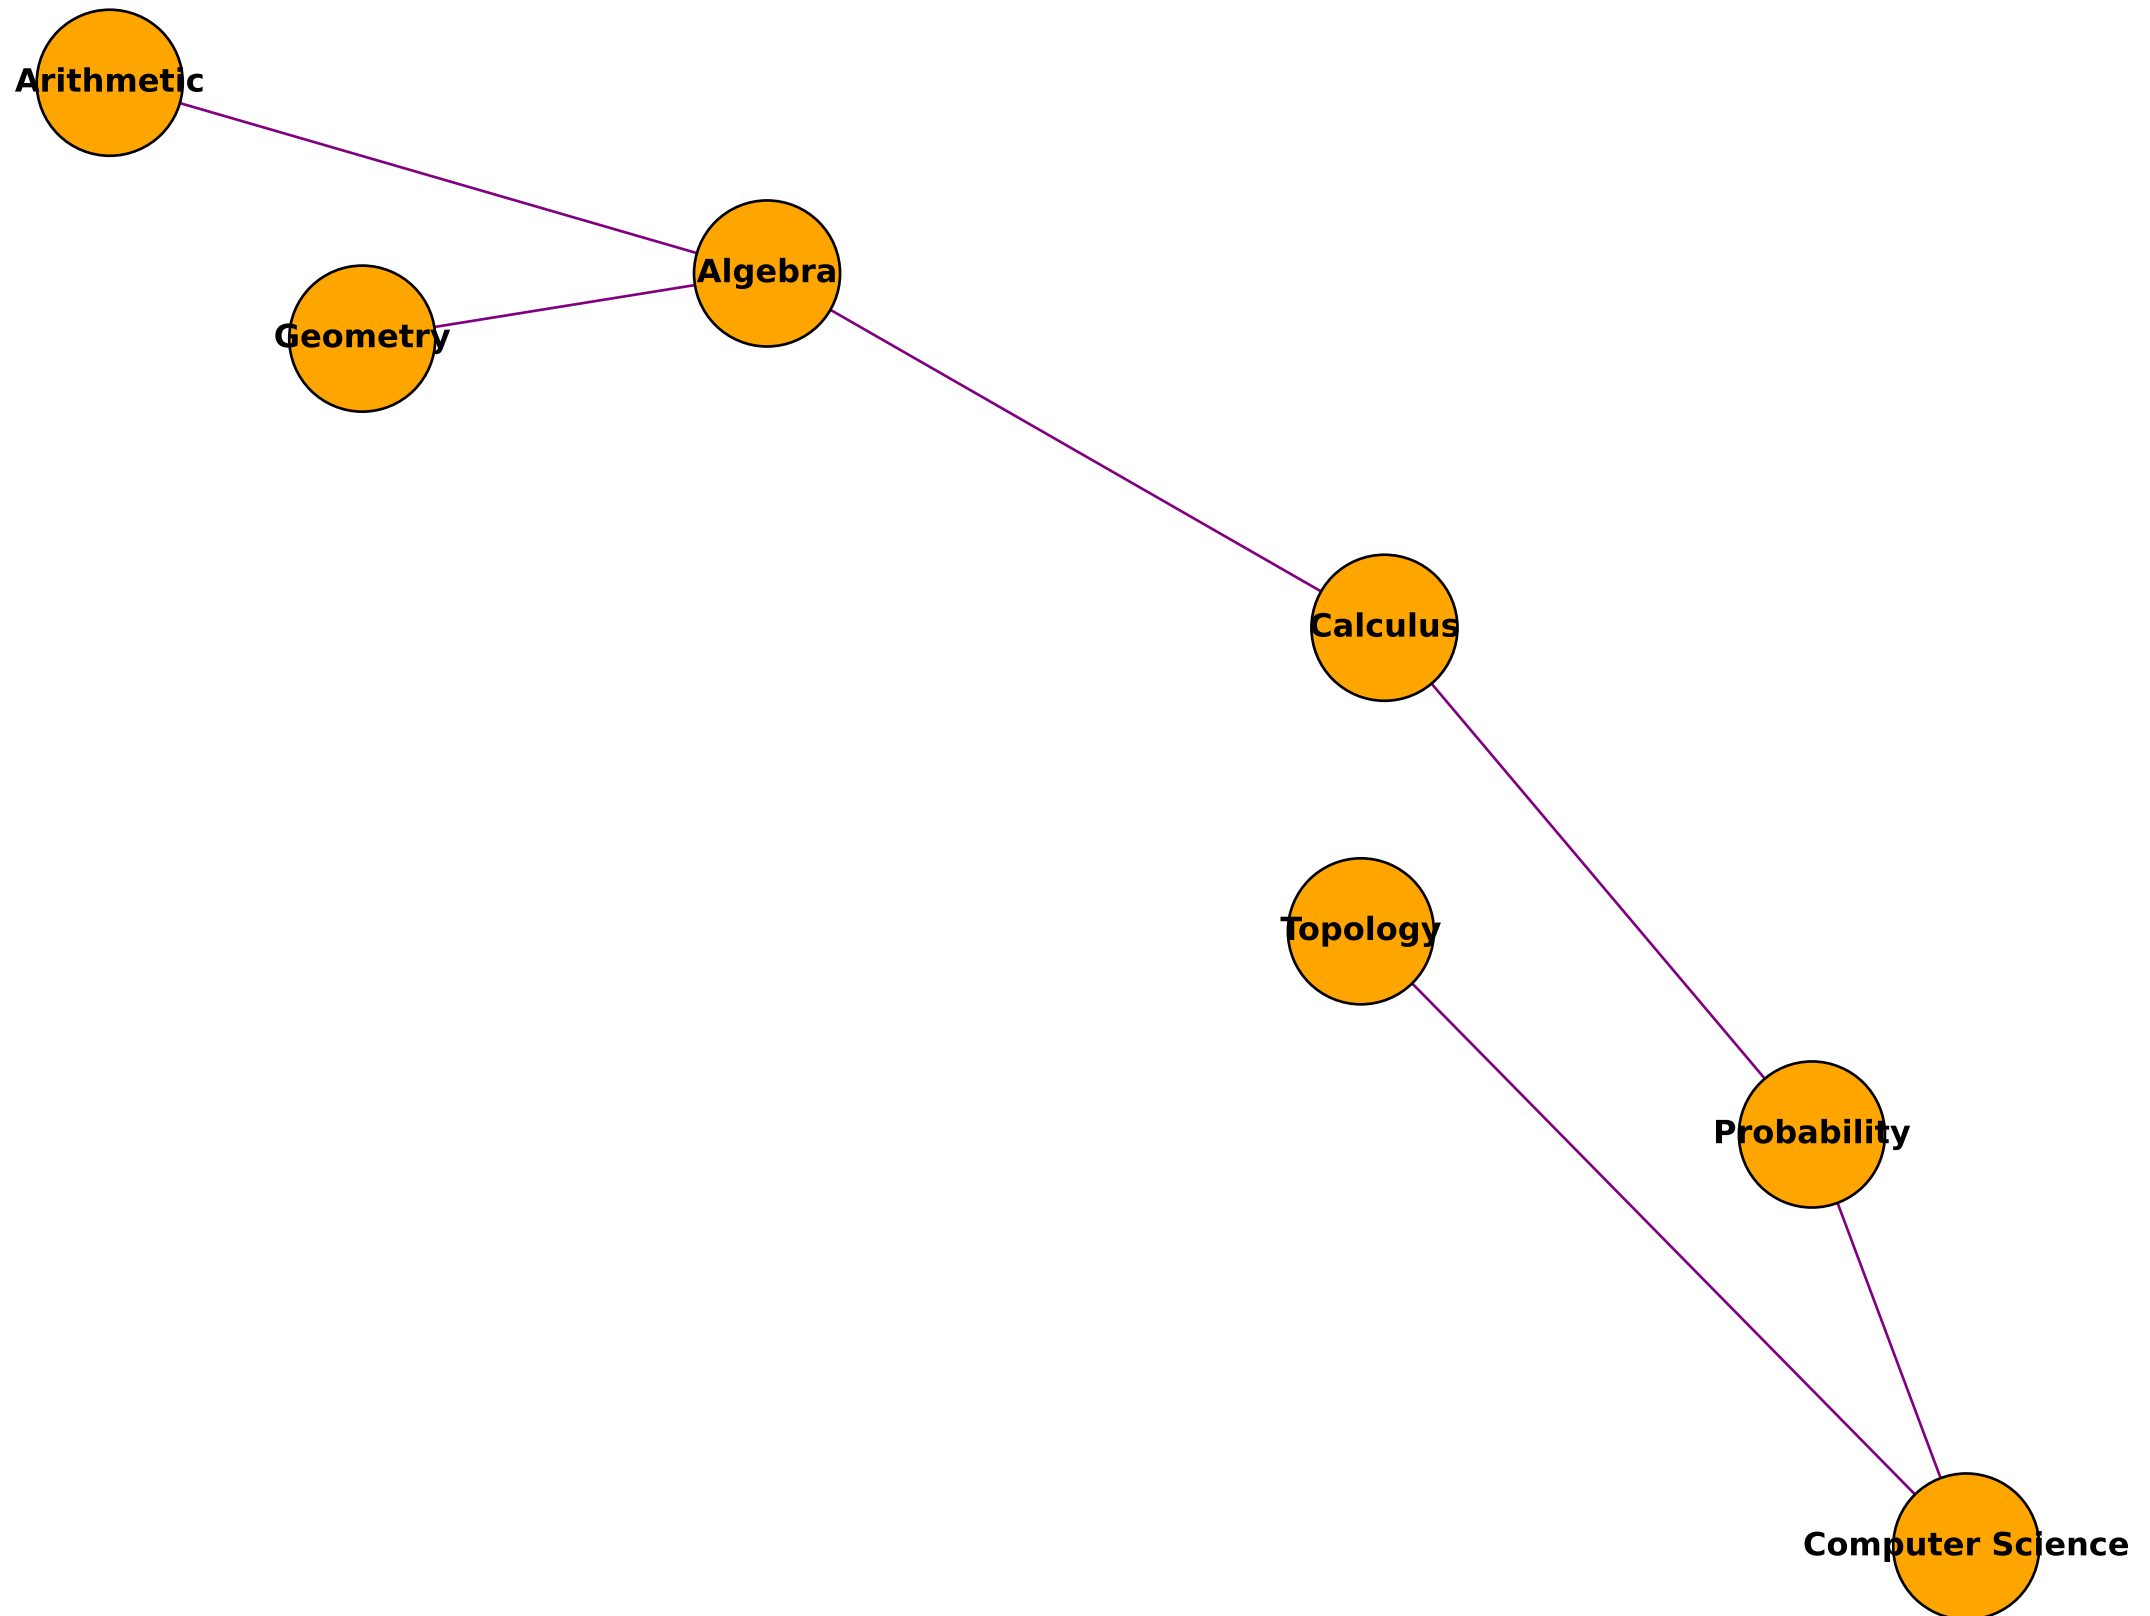 Arithmetic
Algebra
Geometry
Calculus
Topology
Probability
Computer Science